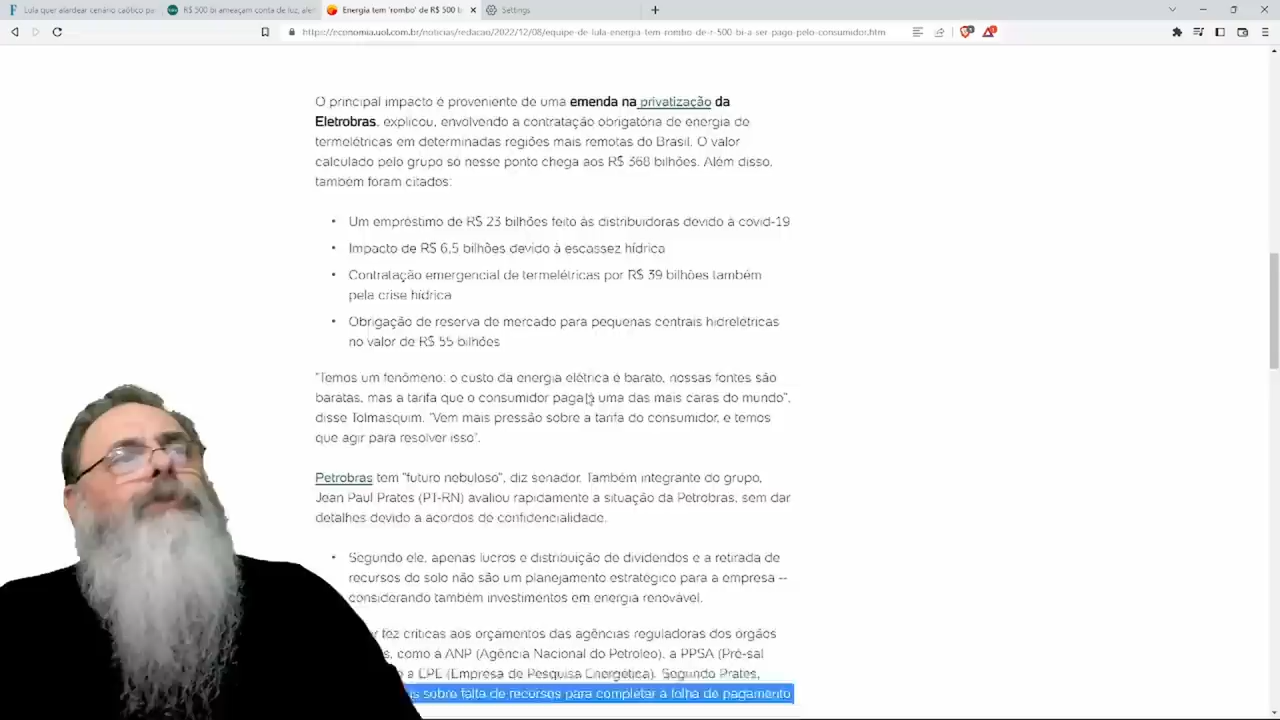 Lula quer alardear cenário caótico pa
R$ 500 bi ameaçam conta de luz, aler
Energia tem 'rombo' de R$ 500 b
Settings
https://economia.uol.com.br/noticias/redacao/2022/12/08/equipe-de-lula-energia-tem-rombo-de-r-500-bi-a-ser-pago-pelo-consumidor.htm
O principal impacto é proveniente de uma emenda na privatização da
Eletrobras, explicou, envolvendo a contratação obrigatória de energia de
termelétricas em determinadas regiões mais remotas do Brasil. O valor
calculado pelo grupo só nesse ponto chega aos R$ 368 bilhões. Além disso,
também foram citados:
• Um empréstimo de R$ 23 bilhões feito às distribuidoras devido à covid-19
• Impacto de R$ 6,5 bilhões devido à escassez hídrica
• Contratação emergencial de termelétricas por R$ 39 bilhões também
pela crise hídrica
• Obrigação de reserva de mercado para pequenas centrais hidrelétricas
no valor de R$ 55 bilhões
"Temos um fenômeno: o custo da energia elétrica é barato, nossas fontes são
baratas, mas a tarifa que o consumidor paga é uma das mais caras do mundo",
disse Tolmasquim. "Vem mais pressão sobre a tarifa do consumidor, e temos
que agir para resolver isso".
Petrobras tem "futuro nebuloso", diz senador. Também integrante do grupo,
Jean Paul Prates (PT-RN) avaliou rapidamente a situação da Petrobras, sem dar
detalhes devido a acordos de confidencialidade.
• Segundo ele, apenas lucros e distribuição de dividendos e a retirada de
recursos do solo não são um planejamento estratégico para a empresa --
considerando também investimentos em energia renovável.
fez críticas aos orçamentos das agências reguladoras dos órgãos
como a ANP (Agência Nacional do Petróleo), a PPSA (Pré-sal
a EPE (Empresa de Pesquisa Energética). Segundo Prates,
sobre falta de recursos para completar a folha de pagamento